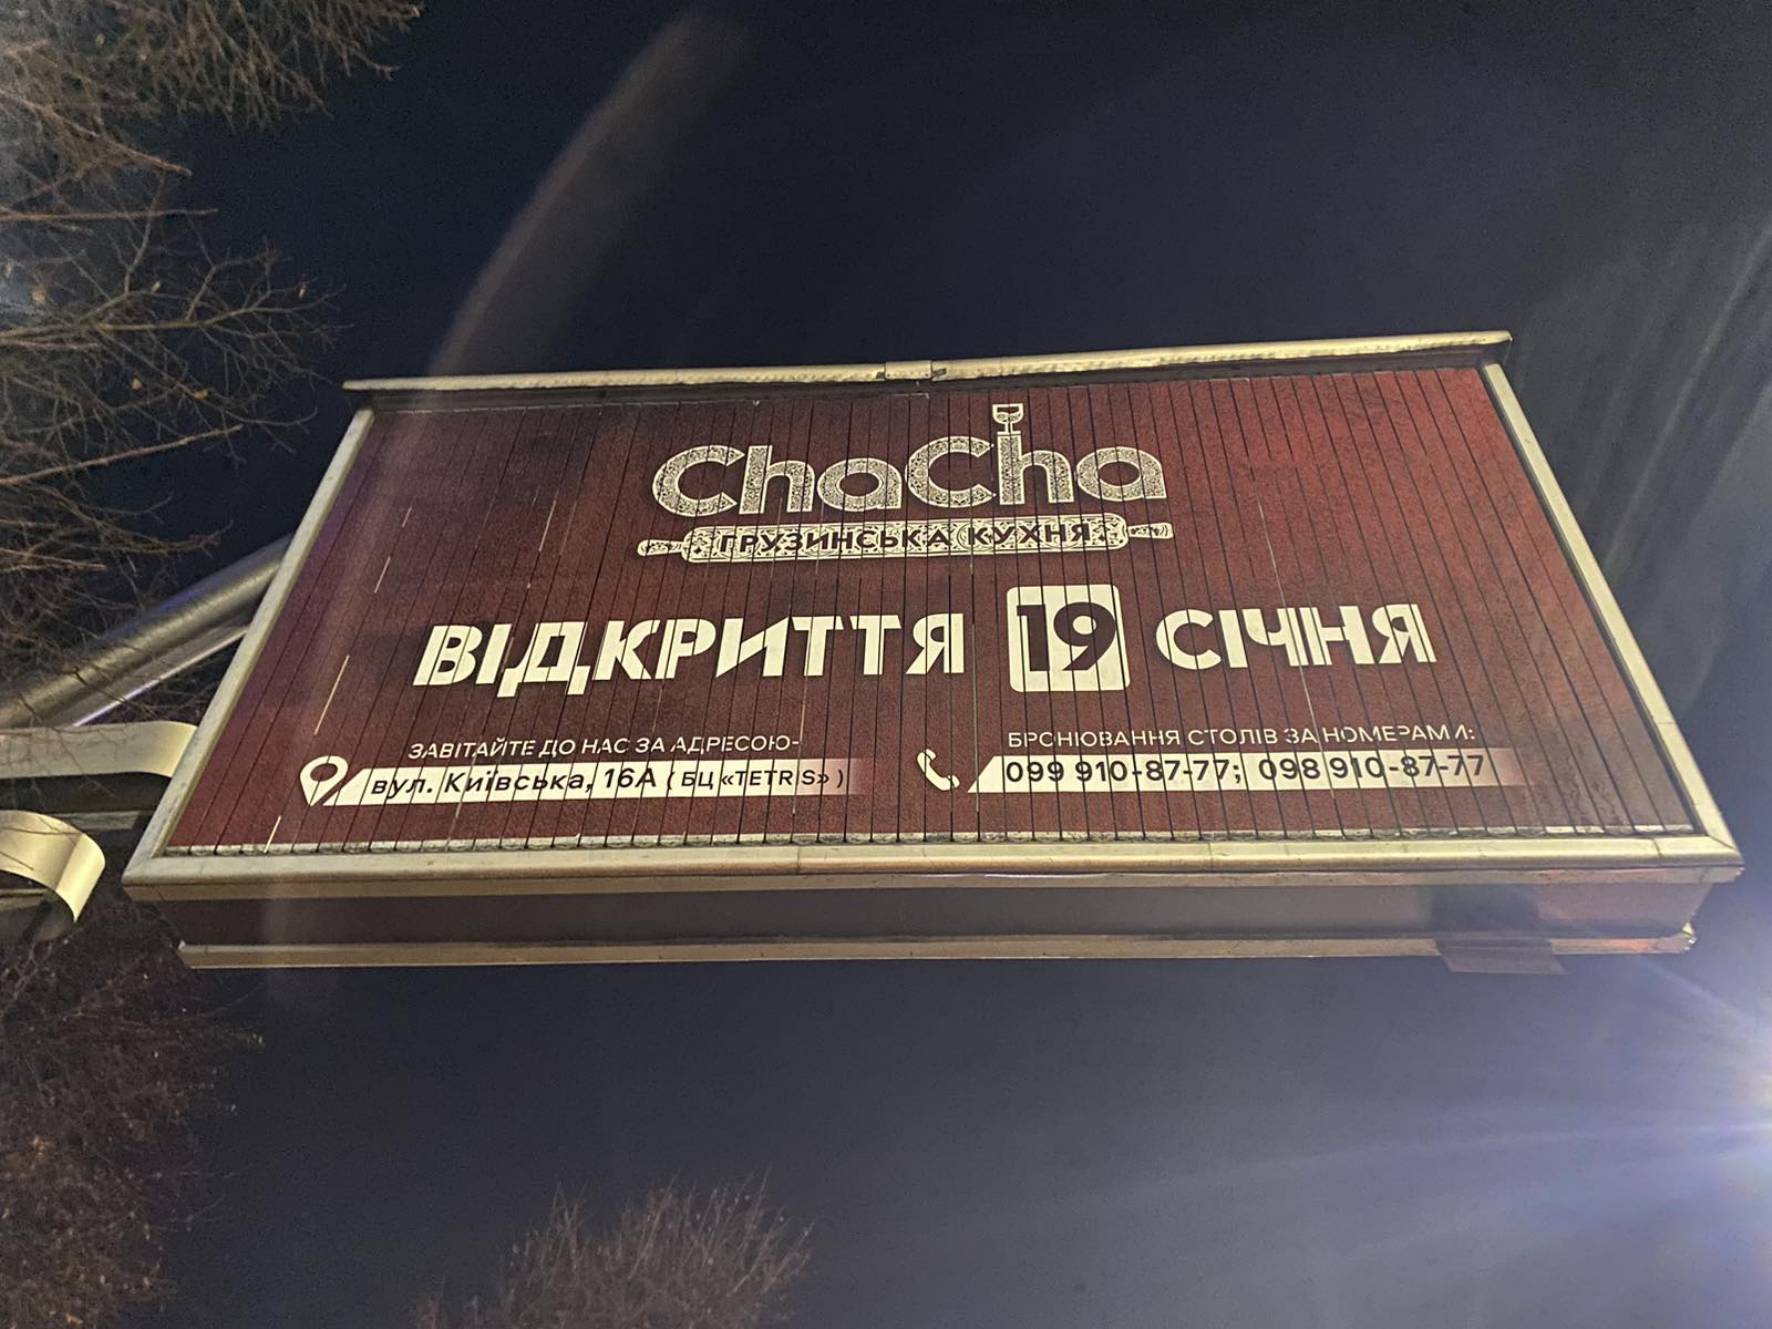 ChaCha
ГРУЗИНСЬКА КУХНЯ
ВІДКРИТТЯ 19 СІЧНЯ
ЗАВІТАЙТЕ ДО НАС ЗА АДРЕСОЮ-
вул. Київська, 16А ( БЦ «TETRIS» )
БРОНЮВАННЯ СТОЛІВ ЗА НОМЕРАМИ:
099 910-87-77; 098 910-87-77